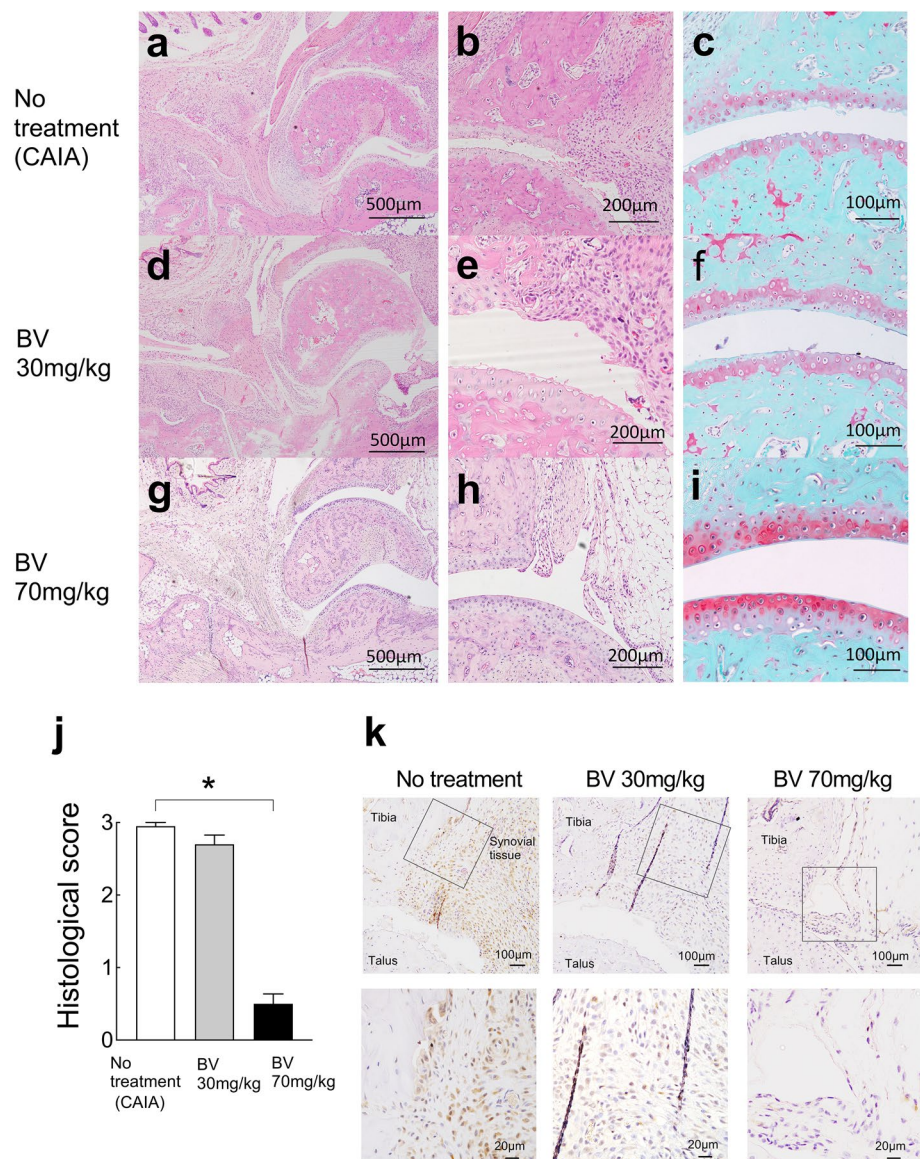 a
b
c
No
treatment
(CAIA)
500μm
200μm
100μm
d
e
f
BV
30mg/kg
500μm
200μm
100μm
g
h
i
BV
70mg/kg
500μm
200μm
100μm
j
*
Histological score
3
2
1
0
No
treatment
(CAIA)
BV
30mg/kg
BV
70mg/kg
k
No treatment
BV 30mg/kg
BV 70mg/kg
Tibia
Synovial
tissue
Talus
100μm
Tibia
Talus
100μm
Tibia
Talus
100μm
20μm
20μm
20μm